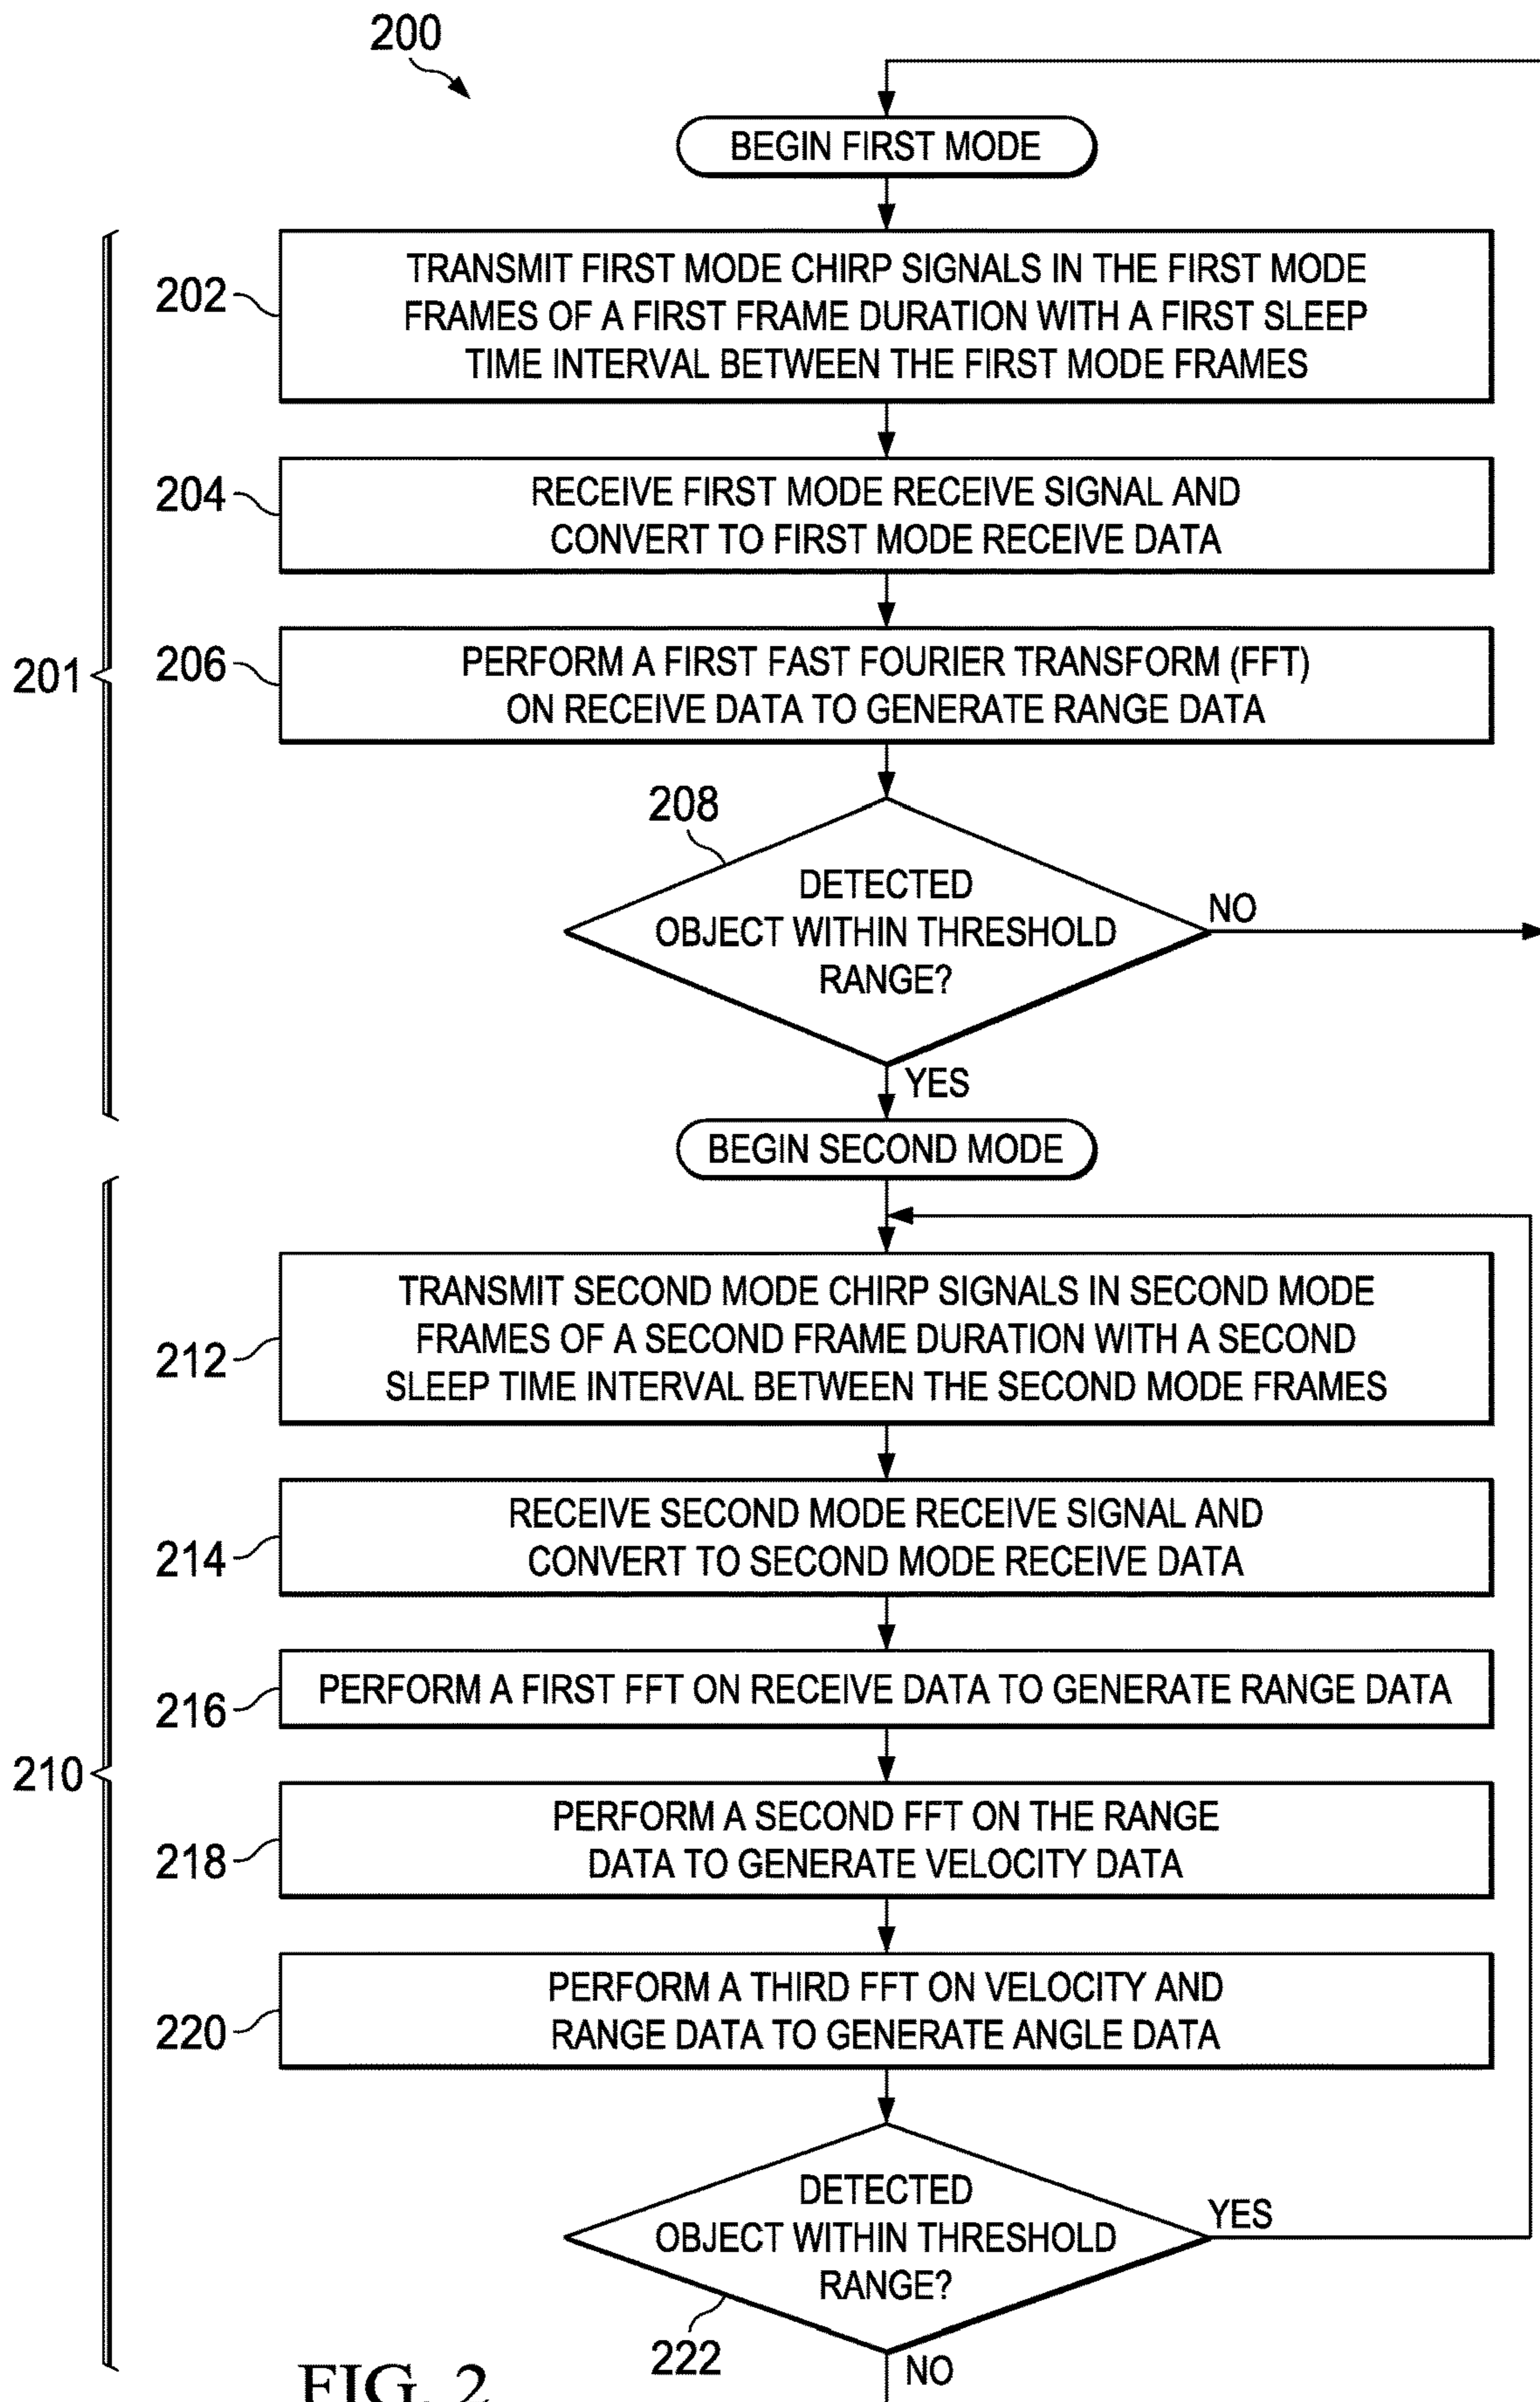 200
BEGIN FIRST MODE
201
202
TRANSMIT FIRST MODE CHIRP SIGNALS IN THE FIRST MODE
FRAMES OF A FIRST FRAME DURATION WITH A FIRST SLEEP
TIME INTERVAL BETWEEN THE FIRST MODE FRAMES
204
RECEIVE FIRST MODE RECEIVE SIGNAL AND
CONVERT TO FIRST MODE RECEIVE DATA
206
PERFORM A FIRST FAST FOURIER TRANSFORM (FFT)
ON RECEIVE DATA TO GENERATE RANGE DATA
208
DETECTED
OBJECT WITHIN THRESHOLD
RANGE?
NO
YES
BEGIN SECOND MODE
210
212
TRANSMIT SECOND MODE CHIRP SIGNALS IN SECOND MODE
FRAMES OF A SECOND FRAME DURATION WITH A SECOND
SLEEP TIME INTERVAL BETWEEN THE SECOND MODE FRAMES
214
RECEIVE SECOND MODE RECEIVE SIGNAL AND
CONVERT TO SECOND MODE RECEIVE DATA
216
PERFORM A FIRST FFT ON RECEIVE DATA TO GENERATE RANGE DATA
218
PERFORM A SECOND FFT ON THE RANGE
DATA TO GENERATE VELOCITY DATA
220
PERFORM A THIRD FFT ON VELOCITY AND
RANGE DATA TO GENERATE ANGLE DATA
DETECTED
OBJECT WITHIN THRESHOLD
RANGE?
YES
222
NO
FIG. 2